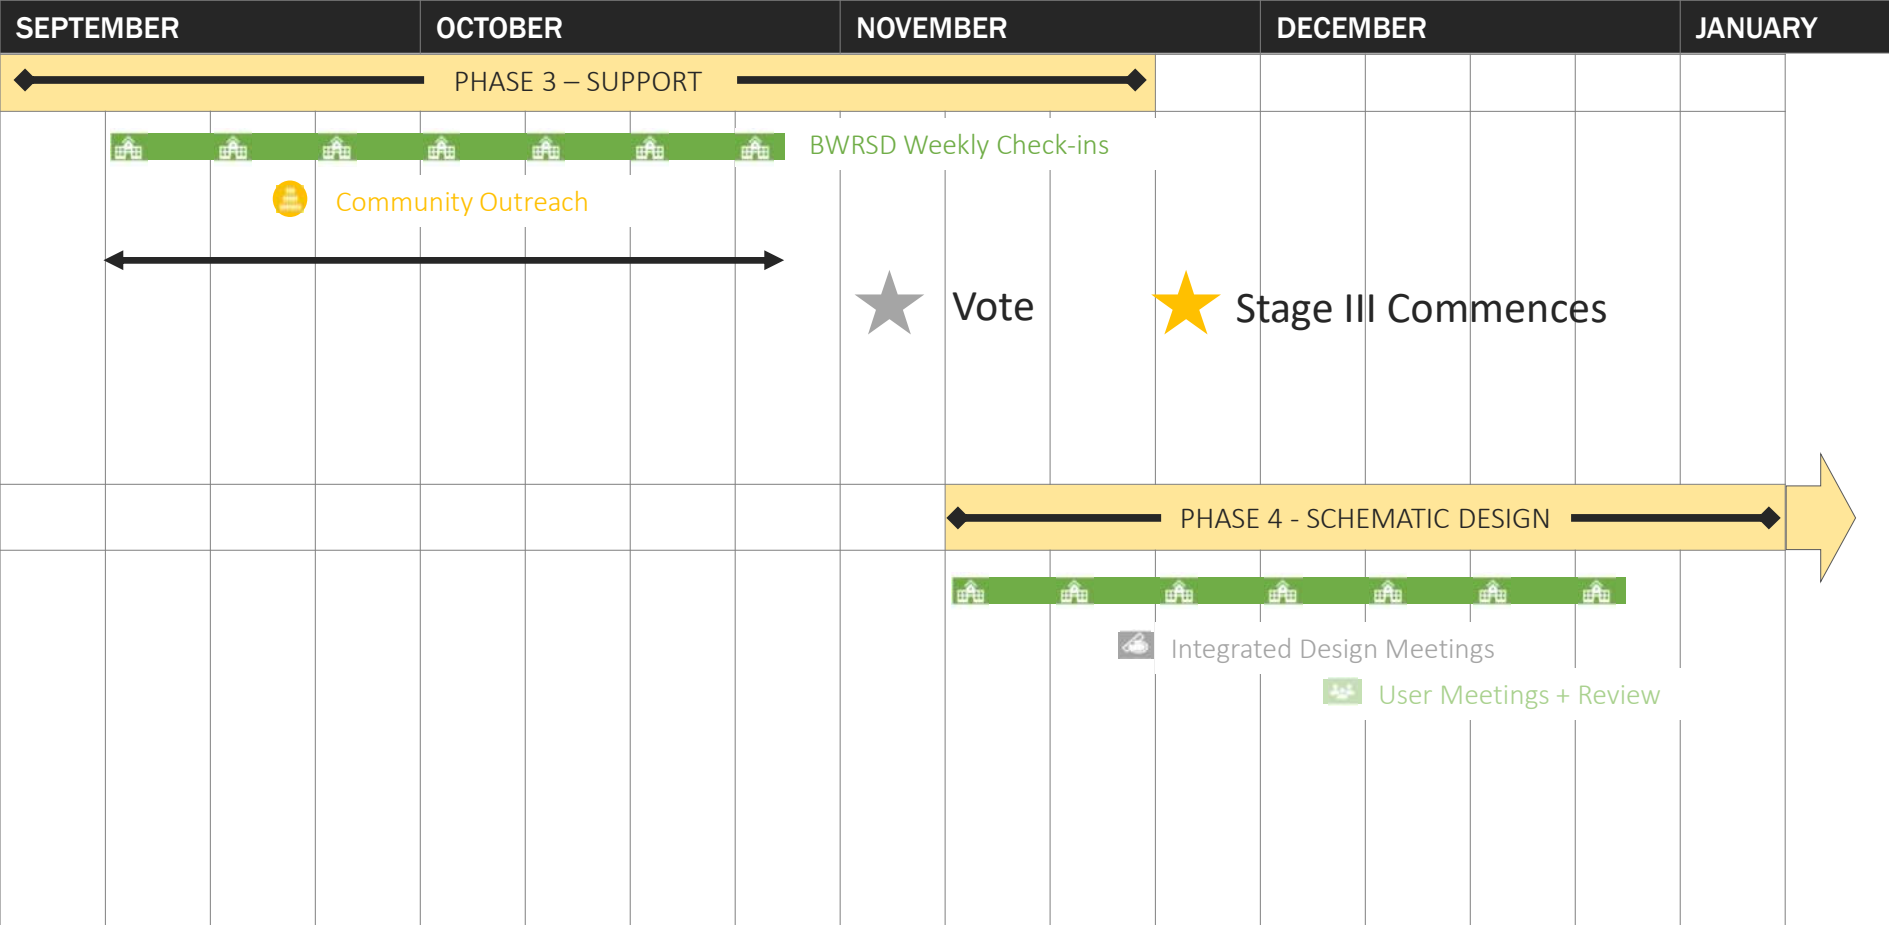 SEPTEMBER OCTOBER NOVEMBER DECEMBER JANUARY
PHASE 3 – SUPPORT
BWRSD Weekly Check-ins
Community Outreach
Vote
Stage III Commences
PHASE 4 - SCHEMATIC DESIGN
Integrated Design Meetings
User Meetings + Review